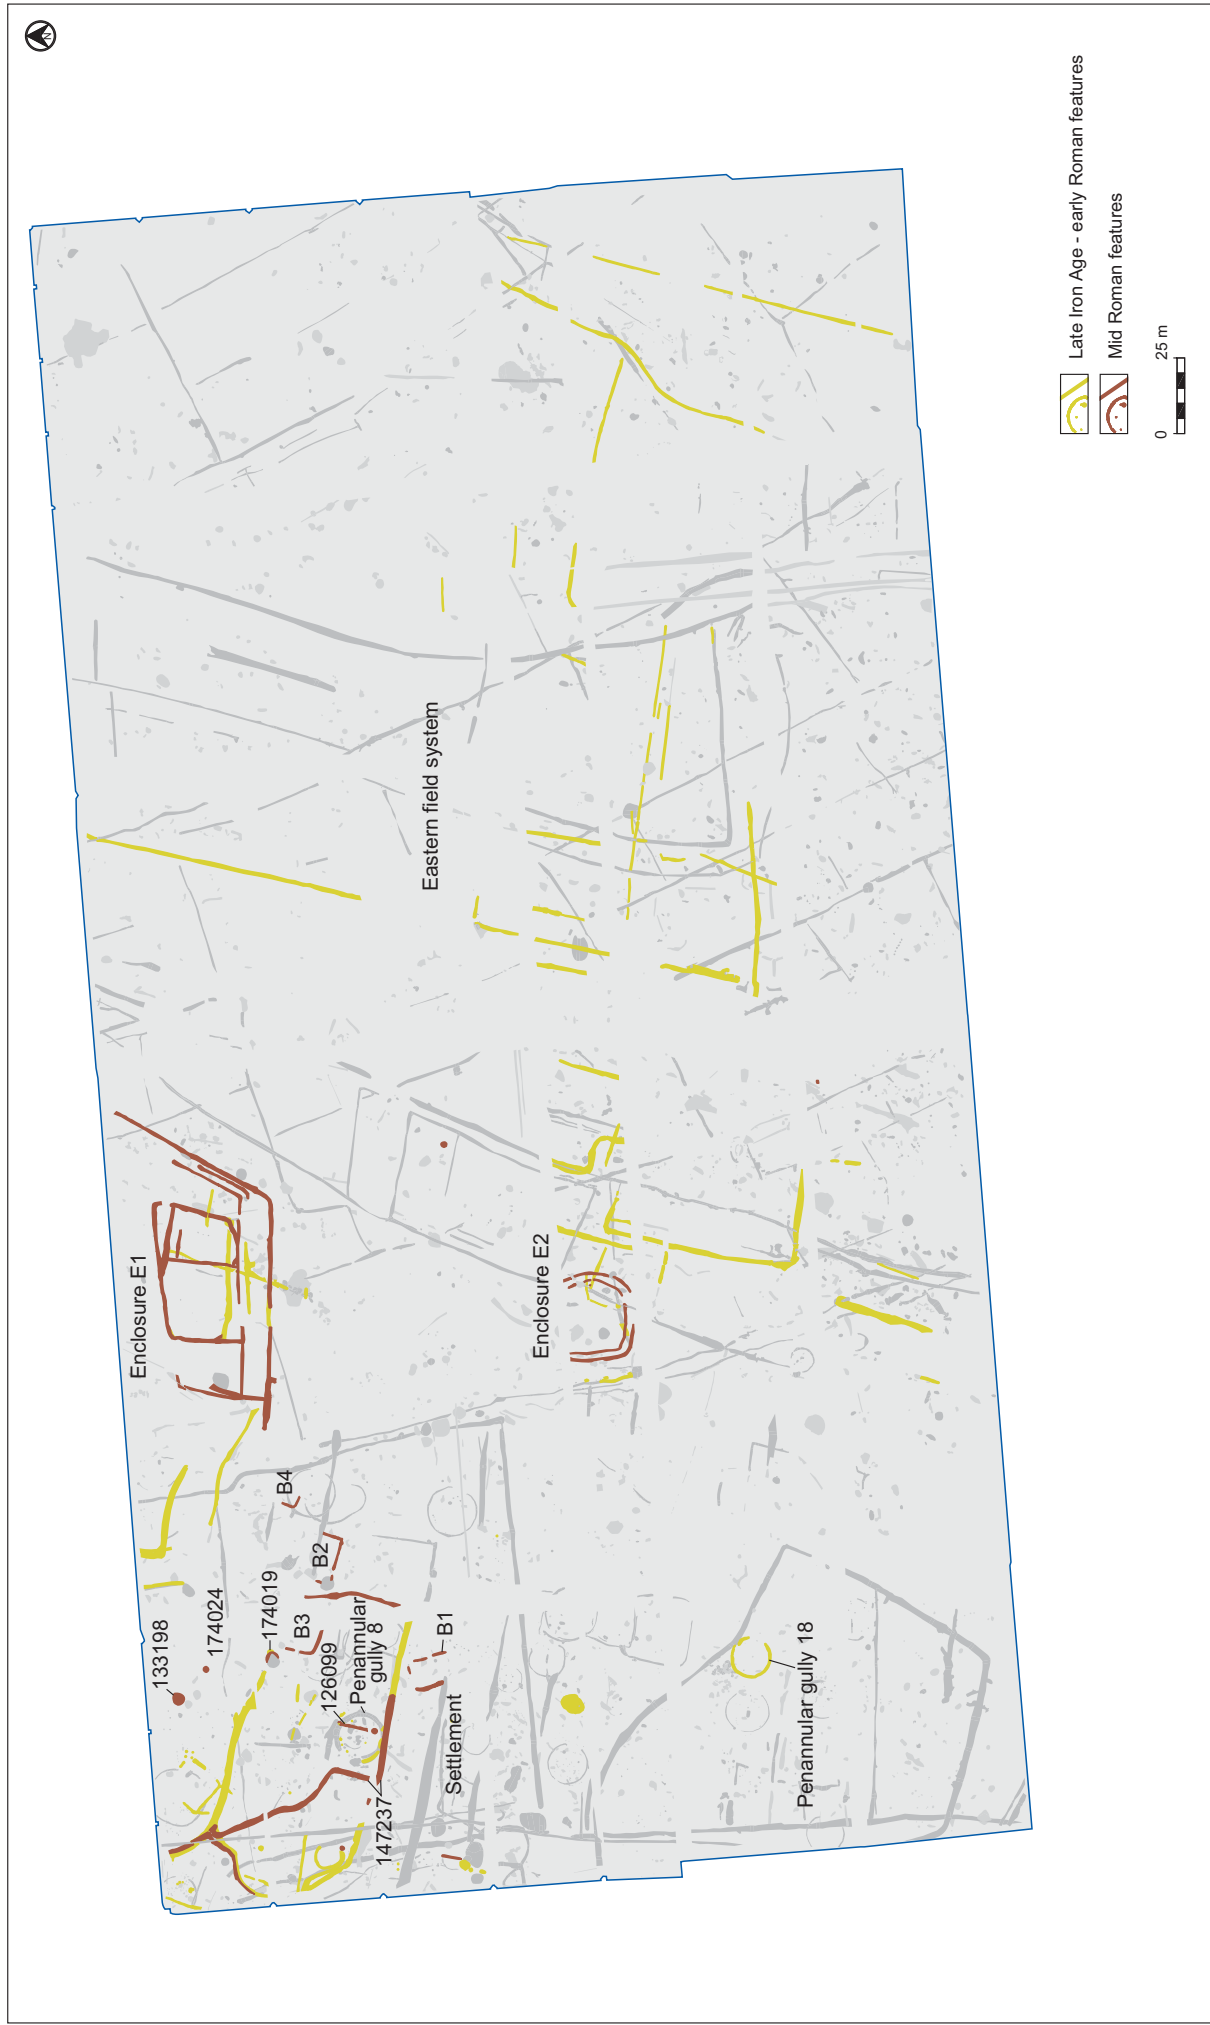 N
Enclosure E1
133198
174024
174019
B4
B2
B3
126099
Penannular
gully 8
B1
147237
Settlement
Eastern field system
Enclosure E2
Penannular gully 18
Late Iron Age - early Roman features
Mid Roman features
0
25 m